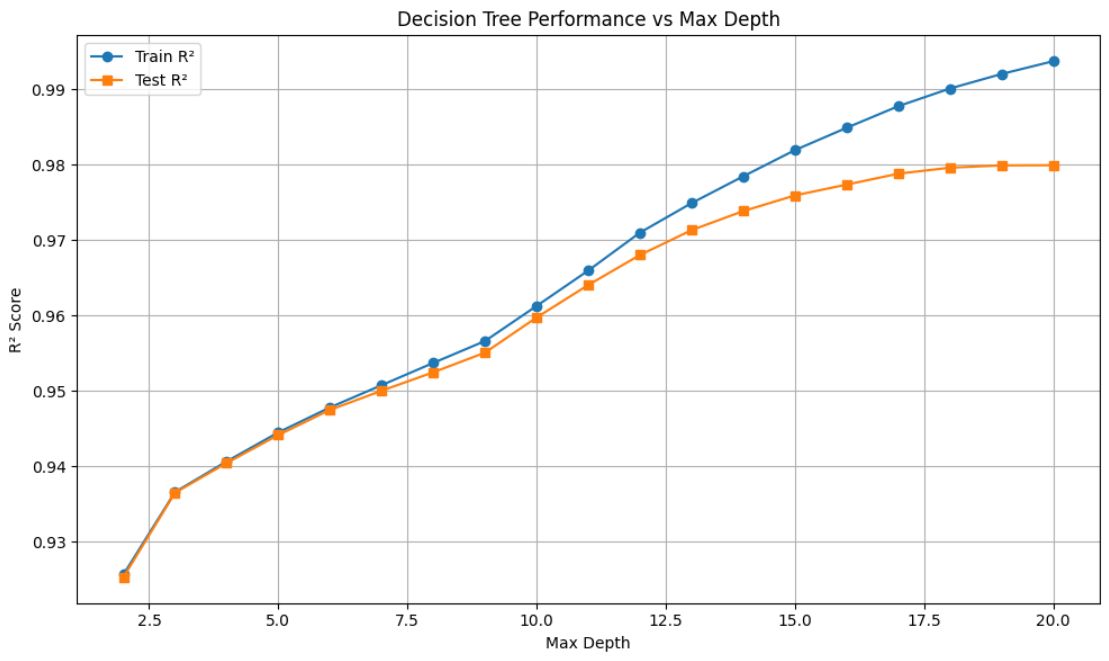 Decision Tree Performance vs Max Depth
Train R²
Test R²
R² Score
0.99
0.98
0.97
0.96
0.95
0.94
0.93
2.5 5.0 7.5 10.0 12.5 15.0 17.5 20.0
Max Depth